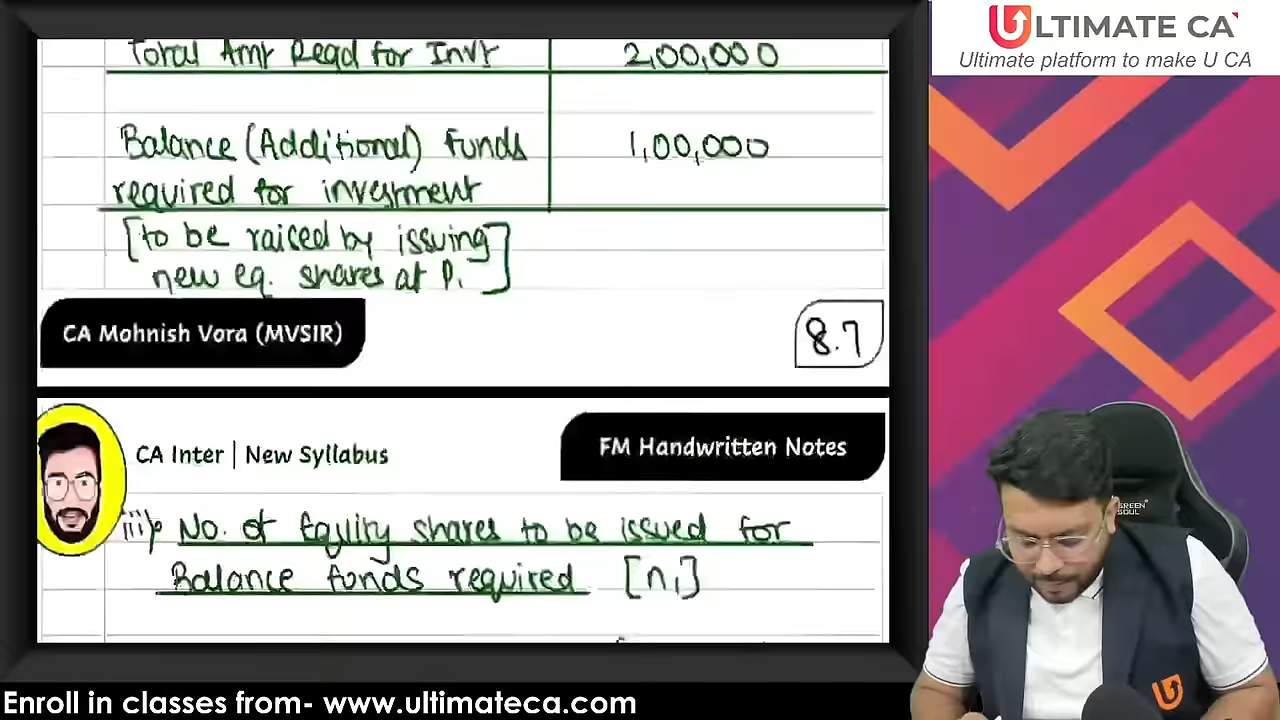 Total Amt Reqd for Invt 2,00,000
Balance (Additional) Funds 1,00,000
required for investment
[to be raised by issuing
new eq. shares at P1]
CA Mohnish Vora (MVSIR) 8.7
CA Inter | New Syllabus FM Handwritten Notes
iii) No. of Equity shares to be issued for
Balance funds required [n1]
ULTIMATE CA
Ultimate platform to make U CA
GREEN
SOUL
Enroll in classes from- www.ultimateca.com